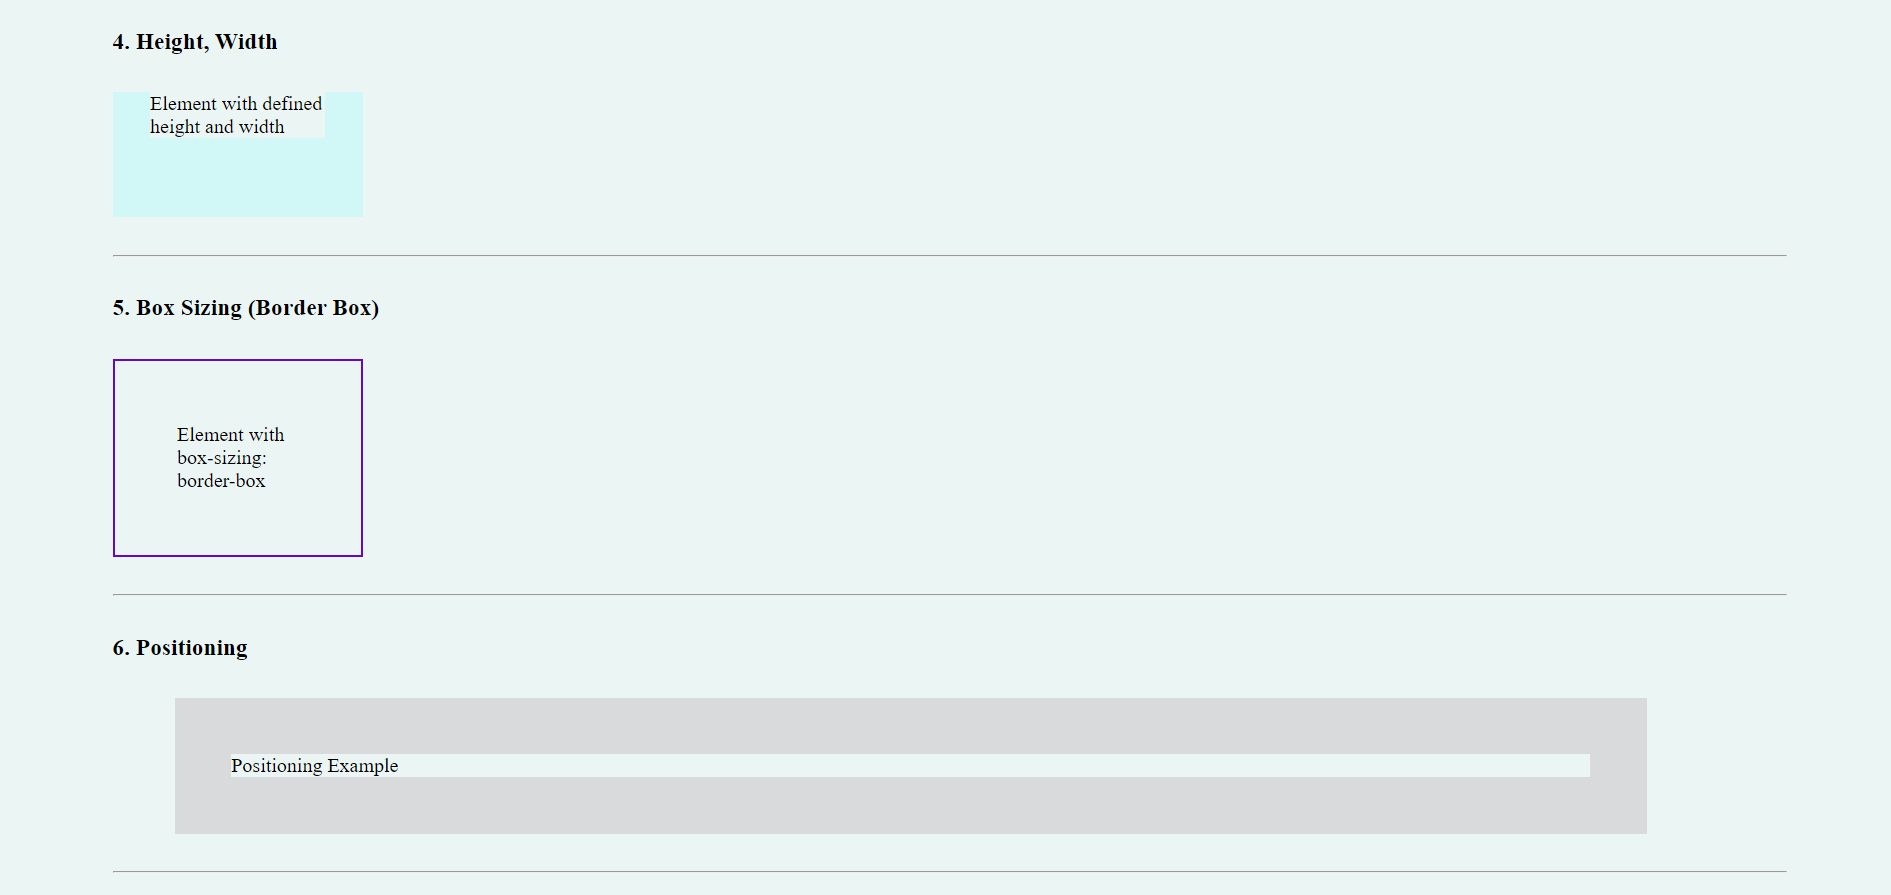 4. Height, Width
Element with defined
height and width
5. Box Sizing (Border Box)
Element with
box-sizing:
border-box
6. Positioning
Positioning Example